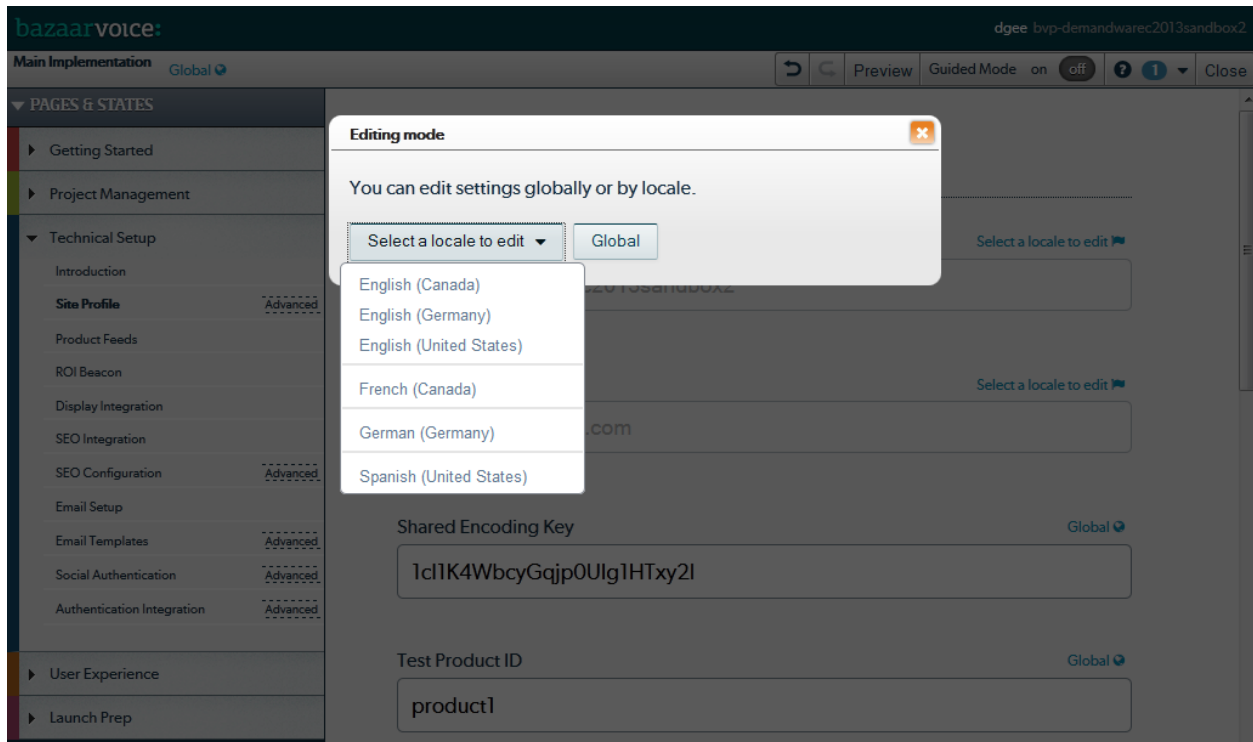 bazaarvoice:
dgee bvp-demandwarec2013sandbox2
Main Implementation Global
Preview Guided Mode on off ? 1 Close
PAGES & STATES
Getting Started
Project Management
Technical Setup
Introduction
Site Profile Advanced
Product Feeds
ROI Beacon
Display Integration
SEO Integration
SEO Configuration Advanced
Email Setup
Email Templates Advanced
Social Authentication Advanced
Authentication Integration Advanced
User Experience
Launch Prep
Editing mode
You can edit settings globally or by locale.
Select a locale to edit Global
English (Canada)
English (Germany)
English (United States)
French (Canada)
German (Germany)
Spanish (United States)
Select a locale to edit
c2013sandbox2
Select a locale to edit
.com
Shared Encoding Key Global
Test Product ID Global
product1